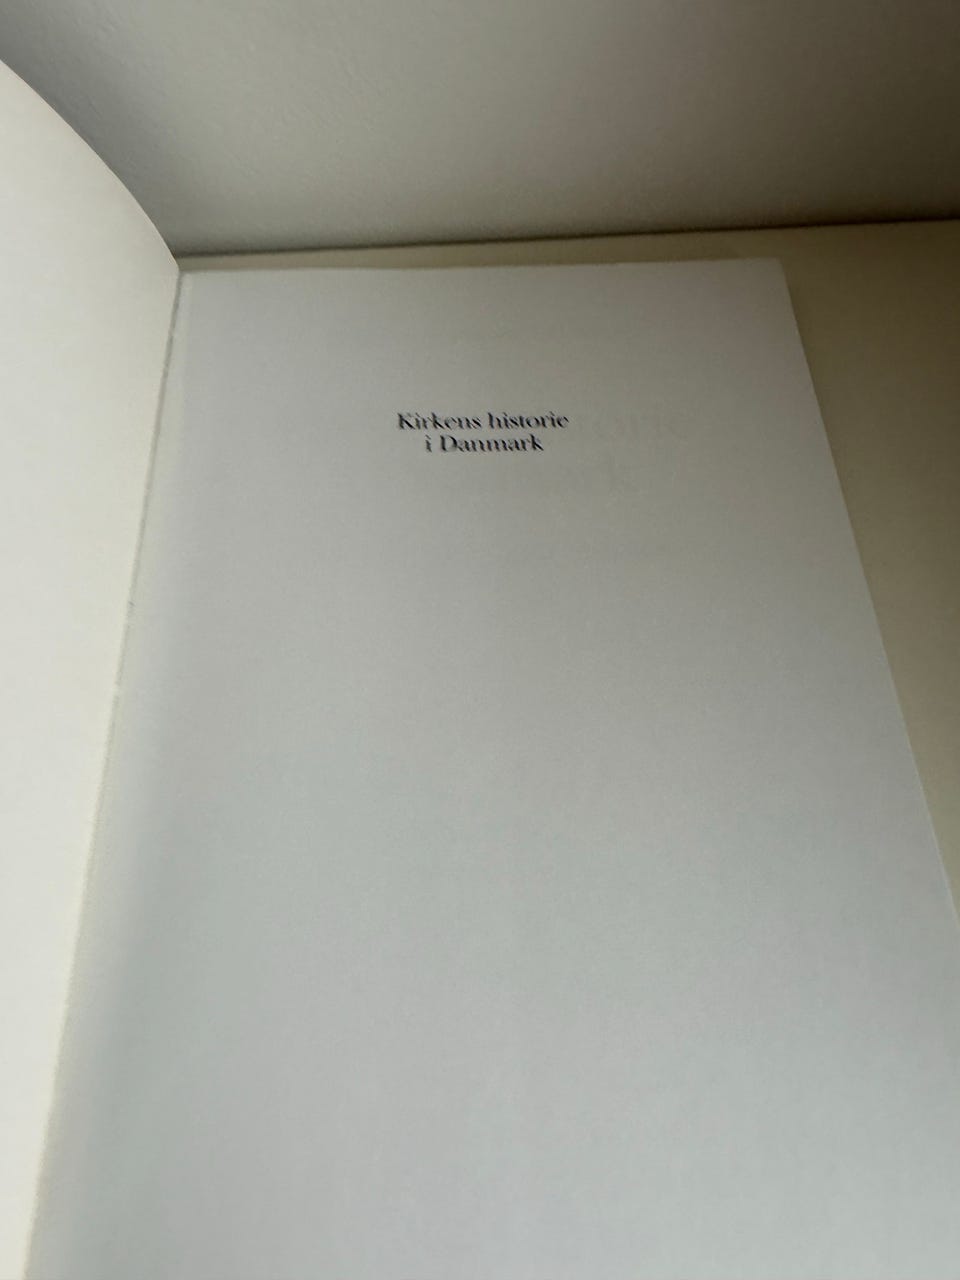 Kirkens historie
i Danmark